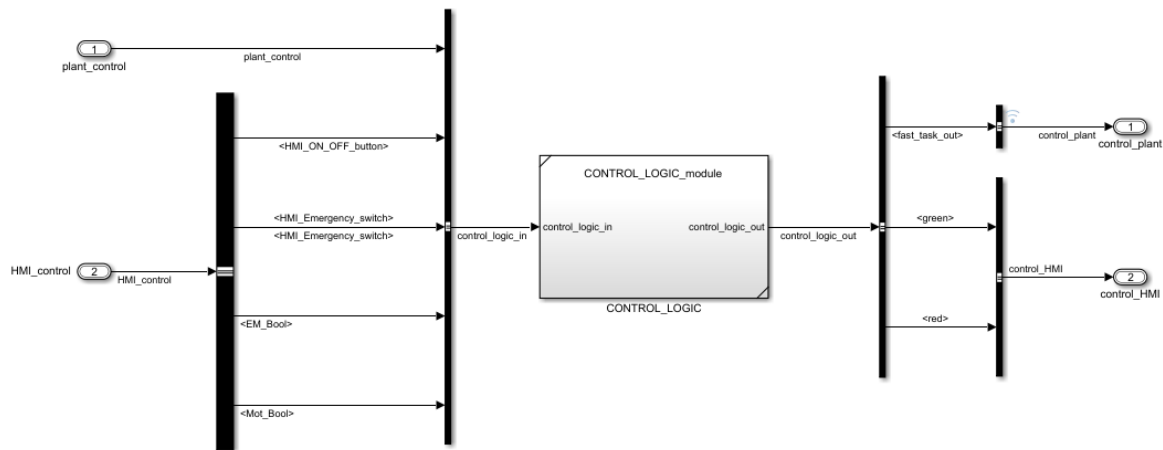 1
plant_control
plant_control
<HMI_ON_OFF_button>
<HMI_Emergency_switch>
<HMI_Emergency_switch>
HMI_control
2
HMI_control
<EM_Bool>
<Mot_Bool>
control_logic_in
CONTROL_LOGIC_module
control_logic_in
control_logic_out
CONTROL_LOGIC
control_logic_out
<fast_task_out>
control_plant
1
control_plant
<green>
control_HMI
2
control_HMI
<red>